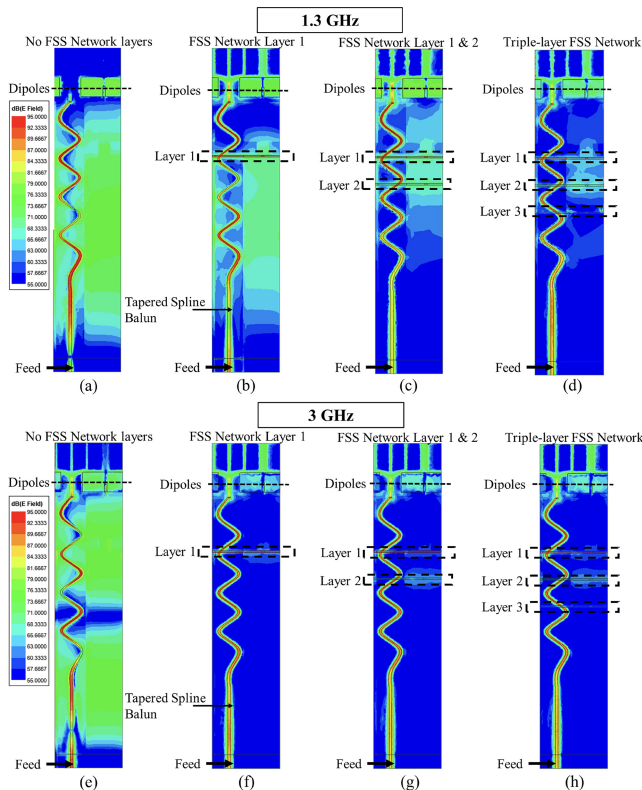 1.3 GHz
No FSS Network layers
FSS Network Layer 1
FSS Network Layer 1 & 2
Triple-layer FSS Network
Dipoles
Dipoles
Dipoles
Dipoles
dB(E Field)
95.0000
92.3333
89.6667
87.0000
84.3333
81.6667
79.0000
76.3333
73.6667
71.0000
68.3333
65.6667
63.0000
60.3333
57.6667
55.0000
Layer 1
Layer 1
Layer 2
Layer 1
Layer 2
Layer 3
Tapered Spline
Balun
Feed
Feed
Feed
Feed
(a)
(b)
(c)
(d)
3 GHz
No FSS Network layers
FSS Network Layer 1
FSS Network Layer 1 & 2
Triple-layer FSS Network
Dipoles
Dipoles
Dipoles
Dipoles
dB(E Field)
95.0000
92.3333
89.6667
87.0000
84.3333
81.6667
79.0000
76.3333
73.6667
71.0000
68.3333
65.6667
63.0000
60.3333
57.6667
55.0000
Layer 1
Layer 1
Layer 2
Layer 1
Layer 2
Layer 3
Tapered Spline
Balun
Feed
Feed
Feed
Feed
(e)
(f)
(g)
(h)